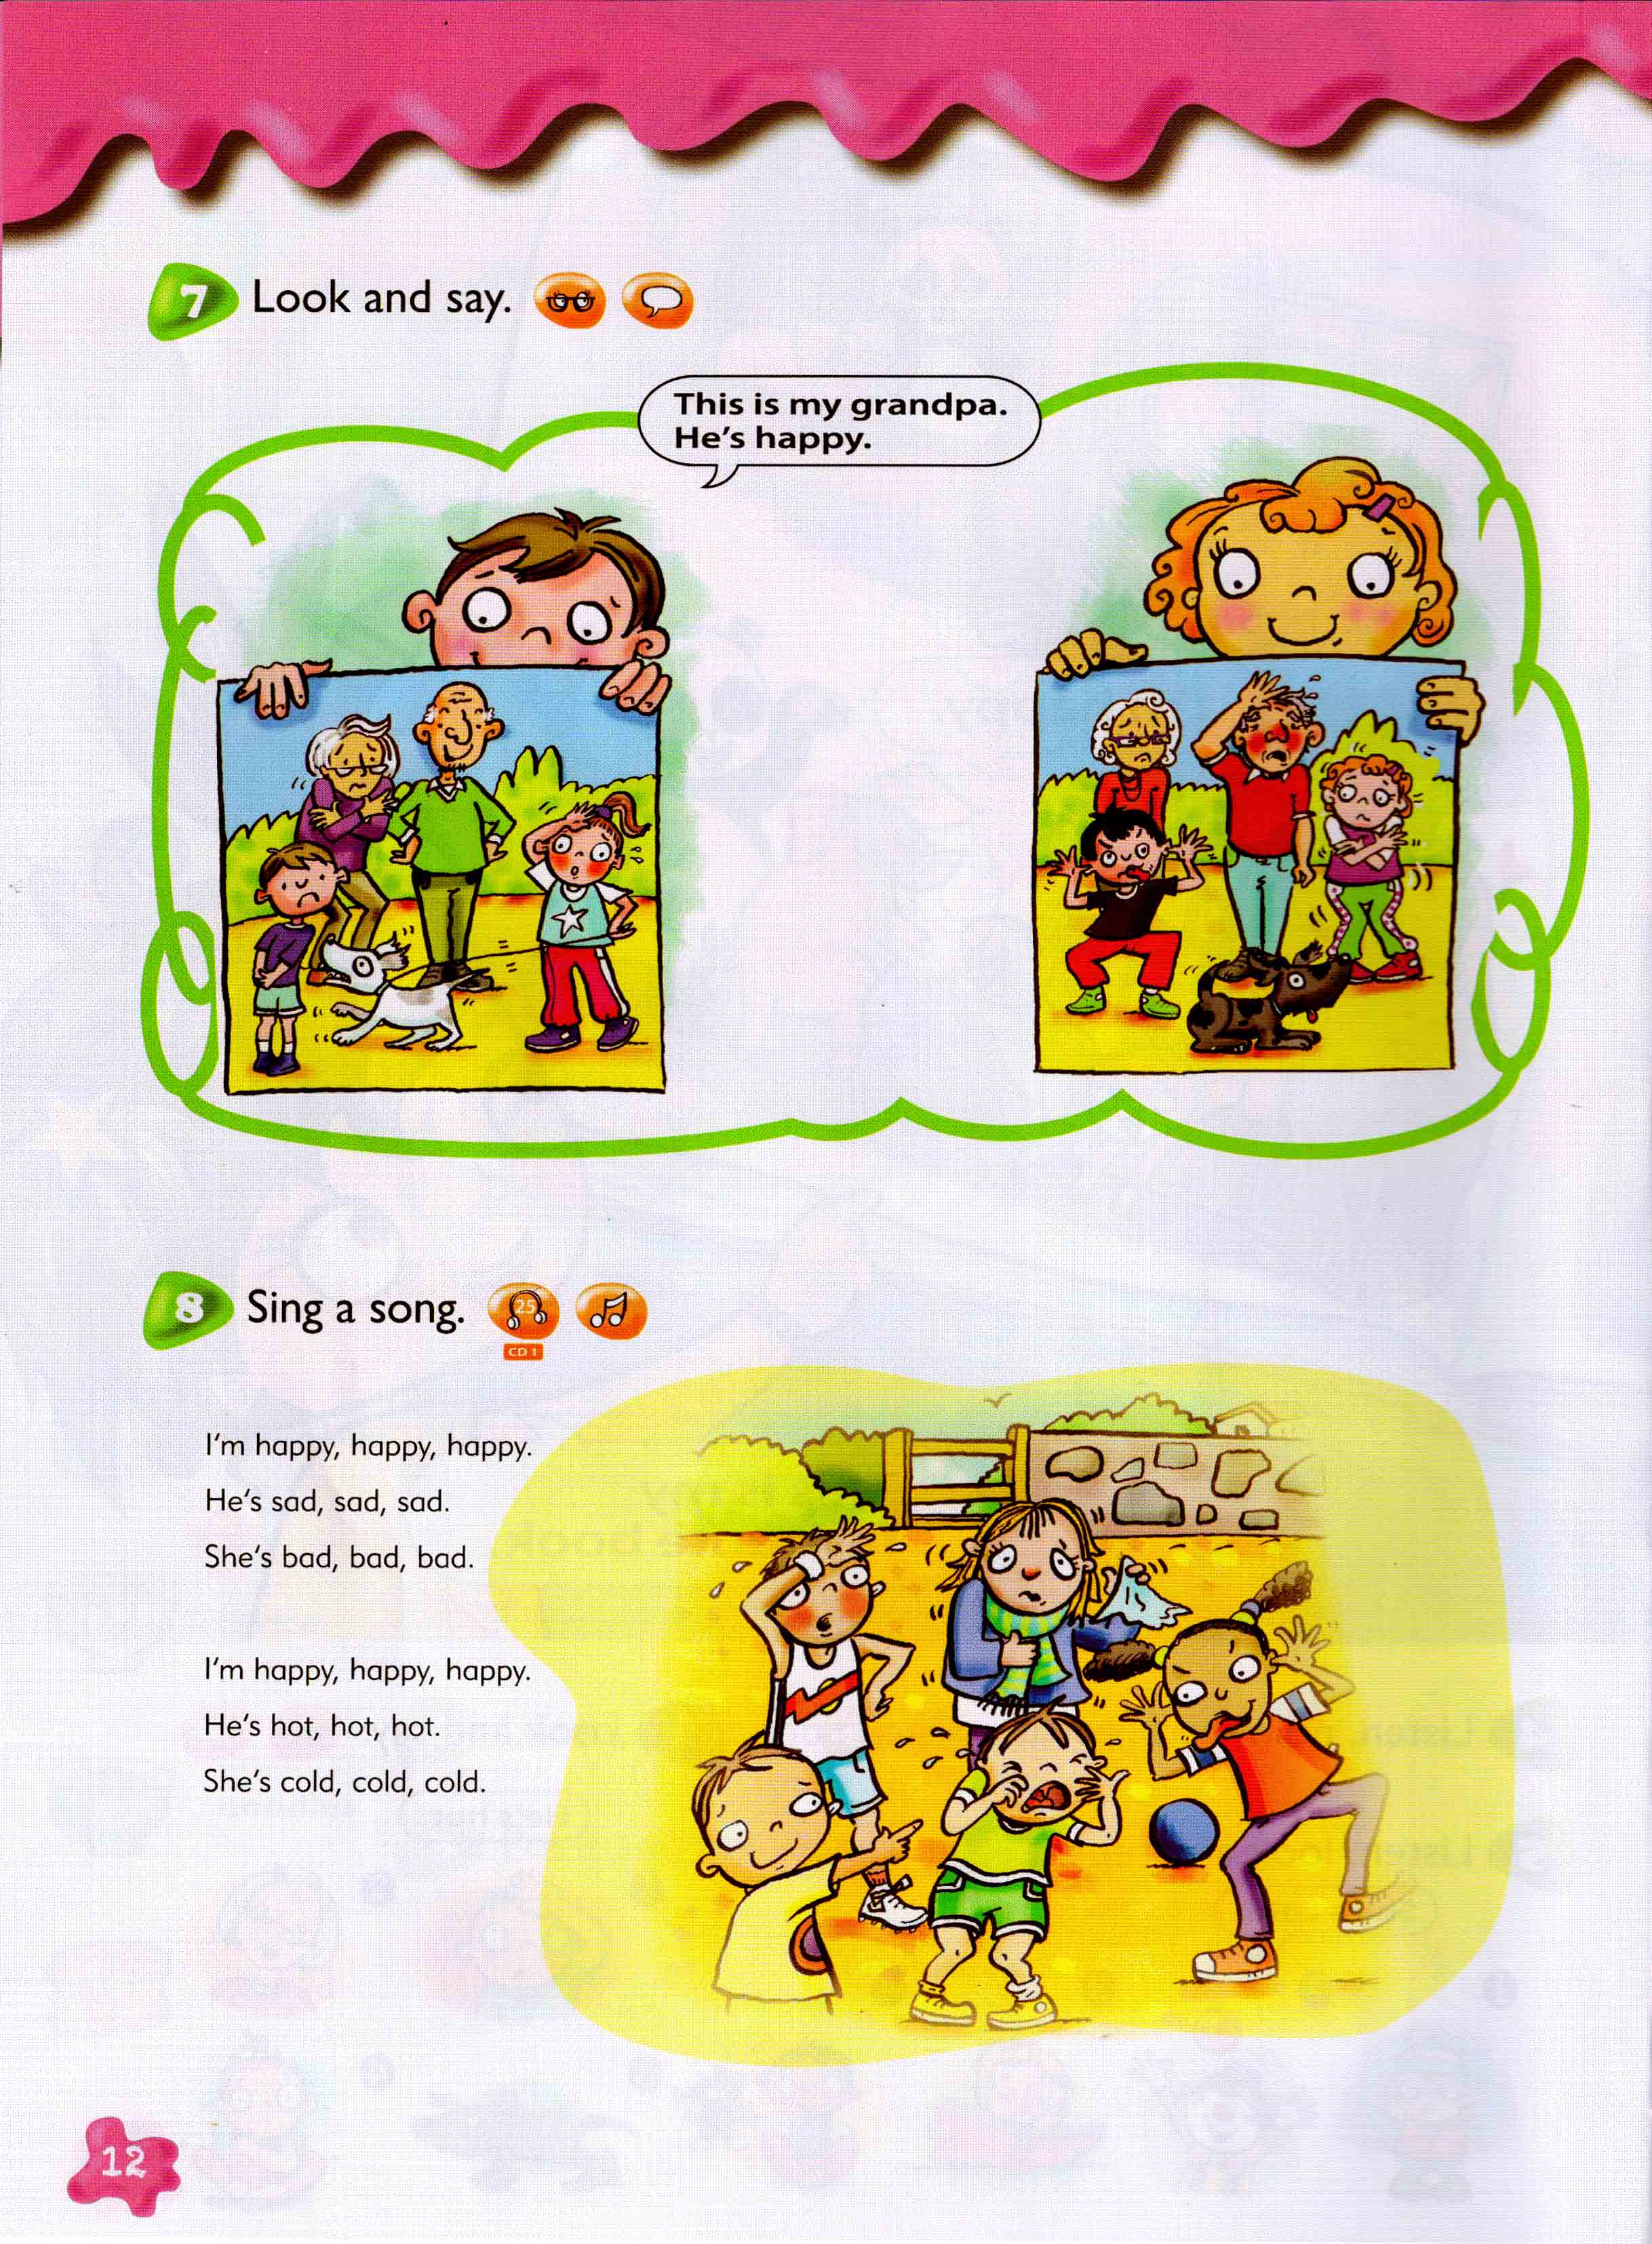 7 Look and say.
This is my grandpa.
He's happy.
8 Sing a song.
25
CD 1
I'm happy, happy, happy.
He's sad, sad, sad.
She's bad, bad, bad.
I'm happy, happy, happy.
He's hot, hot, hot.
She's cold, cold, cold.
12